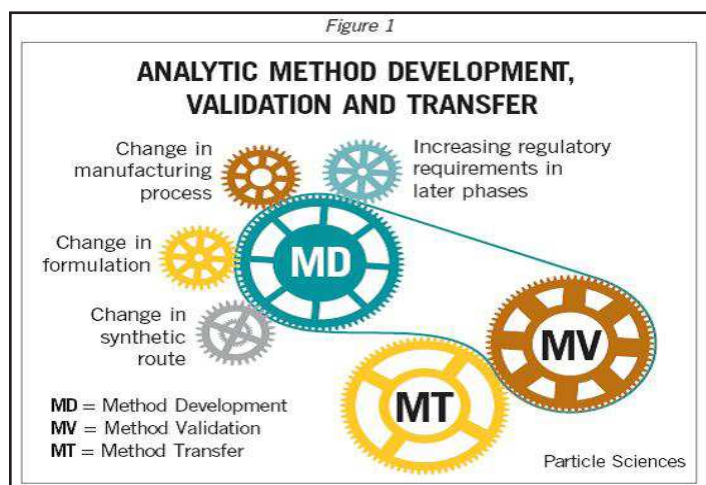 Figure 1
ANALYTIC METHOD DEVELOPMENT,
VALIDATION AND TRANSFER
Change in
manufacturing
process
Increasing regulatory
requirements in
later phases
Change in
formulation
Change in
synthetic
route
MD
MV
MT
MD = Method Development
MV = Method Validation
MT = Method Transfer
Particle Sciences